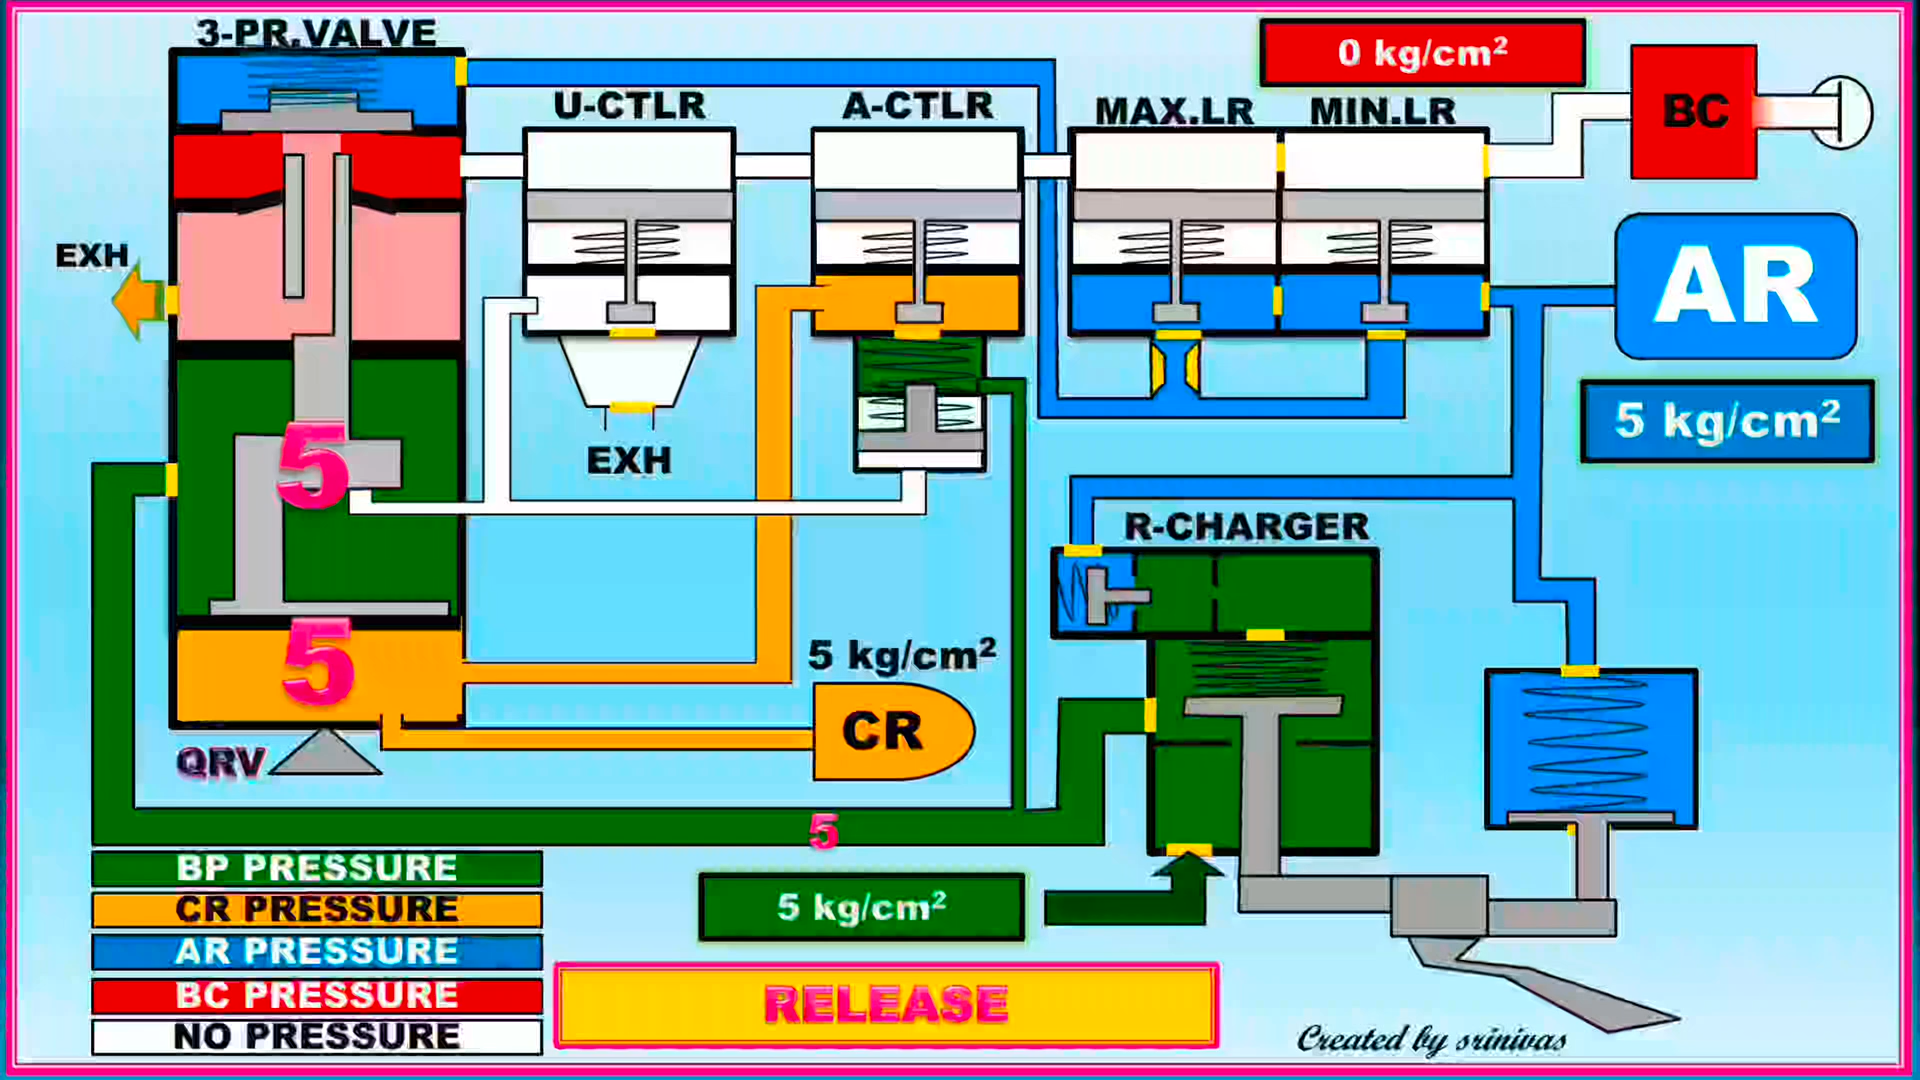 3-PR.VALVE
0 kg/cm²
U-CTLR
A-CTLR
MAX.LR
MIN.LR
BC
EXH
AR
5 kg/cm²
5
EXH
R-CHARGER
5
5 kg/cm²
CR
QRV
5
BP PRESSURE
CR PRESSURE
AR PRESSURE
BC PRESSURE
NO PRESSURE
5 kg/cm²
RELEASE
Created by srinivas